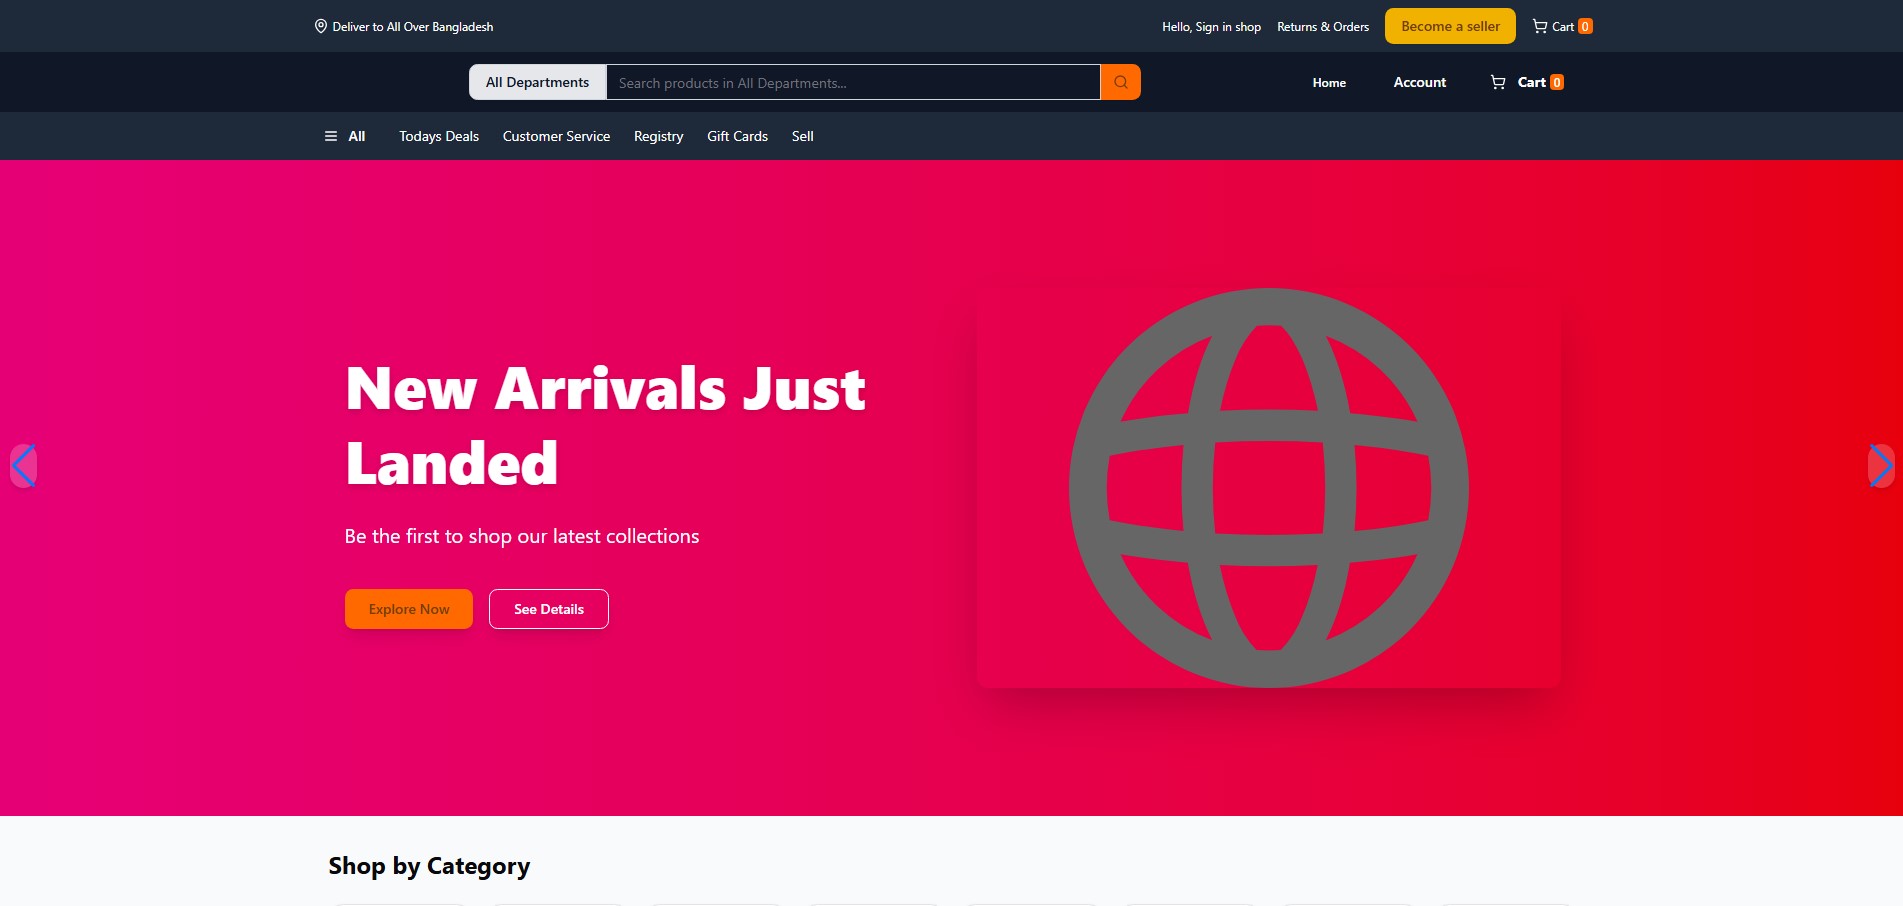 Deliver to All Over Bangladesh
Hello, Sign in shop
Returns & Orders
Become a seller
Cart 0
All Departments
Search products in All Departments...
Home
Account
Cart 0
All
Todays Deals
Customer Service
Registry
Gift Cards
Sell
New Arrivals Just
Landed
Be the first to shop our latest collections
Explore Now
See Details
Shop by Category